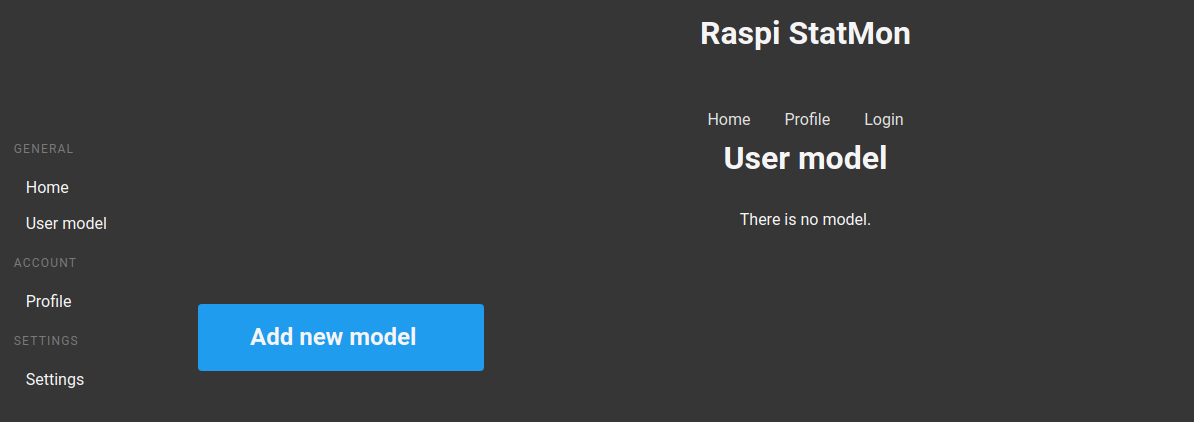 Raspi StatMon
Home Profile Login
GENERAL
Home
User model
ACCOUNT
Profile
SETTINGS
Settings
User model
There is no model.
Add new model